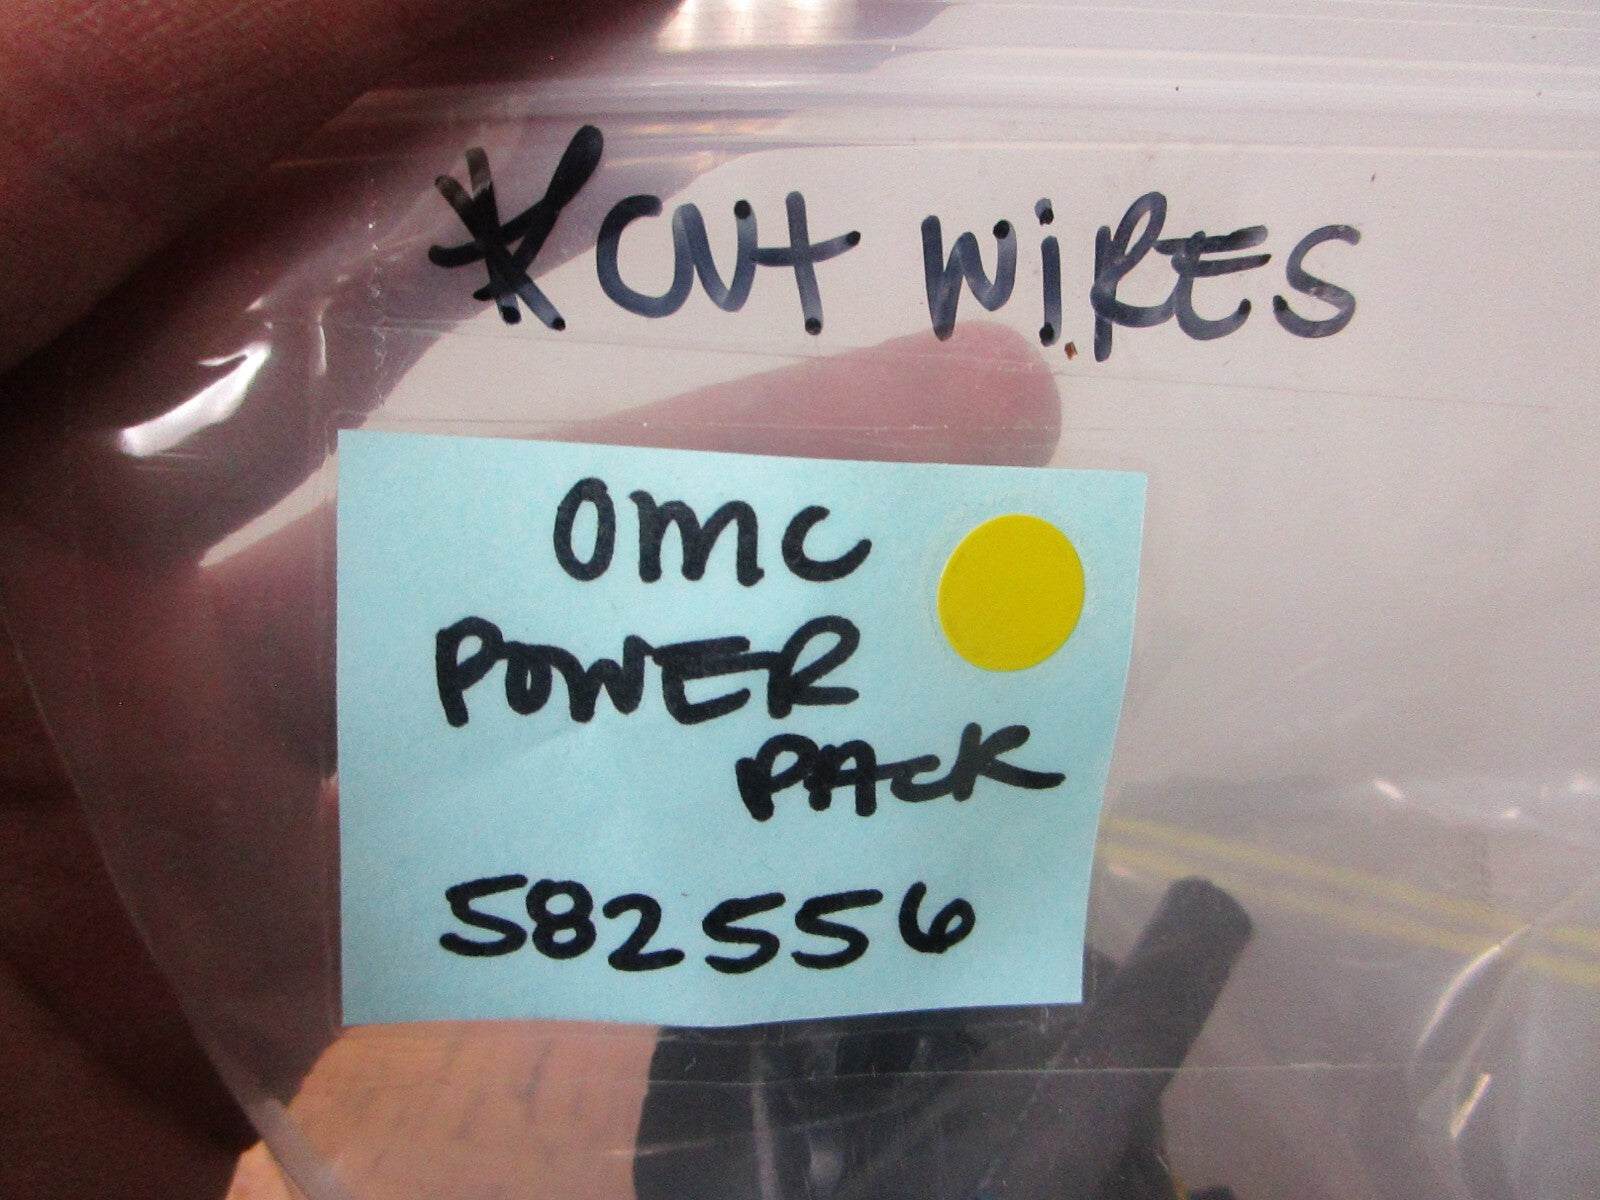 * CUT WIRES
OMC
POWER
PACK
582556